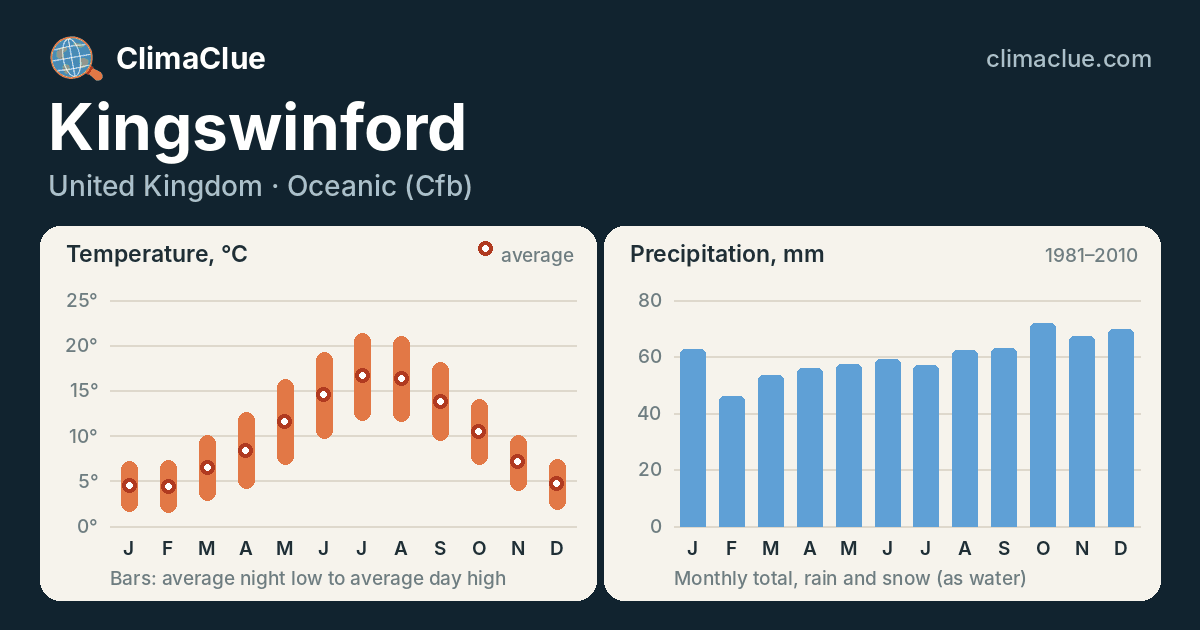 ClimaClue
climaclue.com
Kingswinford
United Kingdom · Oceanic (Cfb)
Temperature, °C
average
25°
20°
15°
10°
5°
0°
J F M A M J J A S O N D
Bars: average night low to average day high
Precipitation, mm
1981–2010
80
60
40
20
0
J F M A M J J A S O N D
Monthly total, rain and snow (as water)